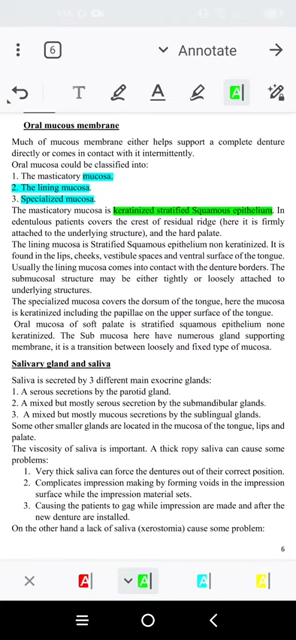 6
Annotate
T
A
A
Oral mucous membrane
Much of mucous membrane either helps support a complete denture
directly or comes in contact with it intermittently.
Oral mucosa could be classified into:
1. The masticatory mucosa.
2. The lining mucosa.
3. Specialized mucosa.
The masticatory mucosa is keratinized stratified Squamous epithelium. In
edentulous patients covers the crest of residual ridge (here it is firmly
attached to the underlying structure), and the hard palate.
The lining mucosa is Stratified Squamous epithelium non keratinized. It is
found in the lips, cheeks, vestibule spaces and ventral surface of the tongue.
Usually the lining mucosa comes into contact with the denture borders. The
submucosal structure may be either tightly or loosely attached to
underlying structures.
The specialized mucosa covers the dorsum of the tongue, here the mucosa
is keratinized including the papillae on the upper surface of the tongue.
Oral mucosa of soft palate is stratified squamous epithelium none
keratinized. The Sub mucosa here have numerous gland supporting
membrane, it is a transition between loosely and fixed type of mucosa.
Salivary gland and saliva
Saliva is secreted by 3 different main exocrine glands:
1. A serous secretions by the parotid gland.
2. A mixed but mostly serous secretion by the submandibular glands.
3. A mixed but mostly mucous secretions by the sublingual glands.
Some other smaller glands are located in the mucosa of the tongue, lips and
palate.
The viscosity of saliva is important. A thick ropy saliva can cause some
problems:
1. Very thick saliva can force the dentures out of their correct position.
2. Complicates impression making by forming voids in the impression
surface while the impression material sets.
3. Causing the patients to gag while impression are made and after the
new denture are installed.
On the other hand a lack of saliva (xerostomia) cause some problem:
6
A
A
A
A